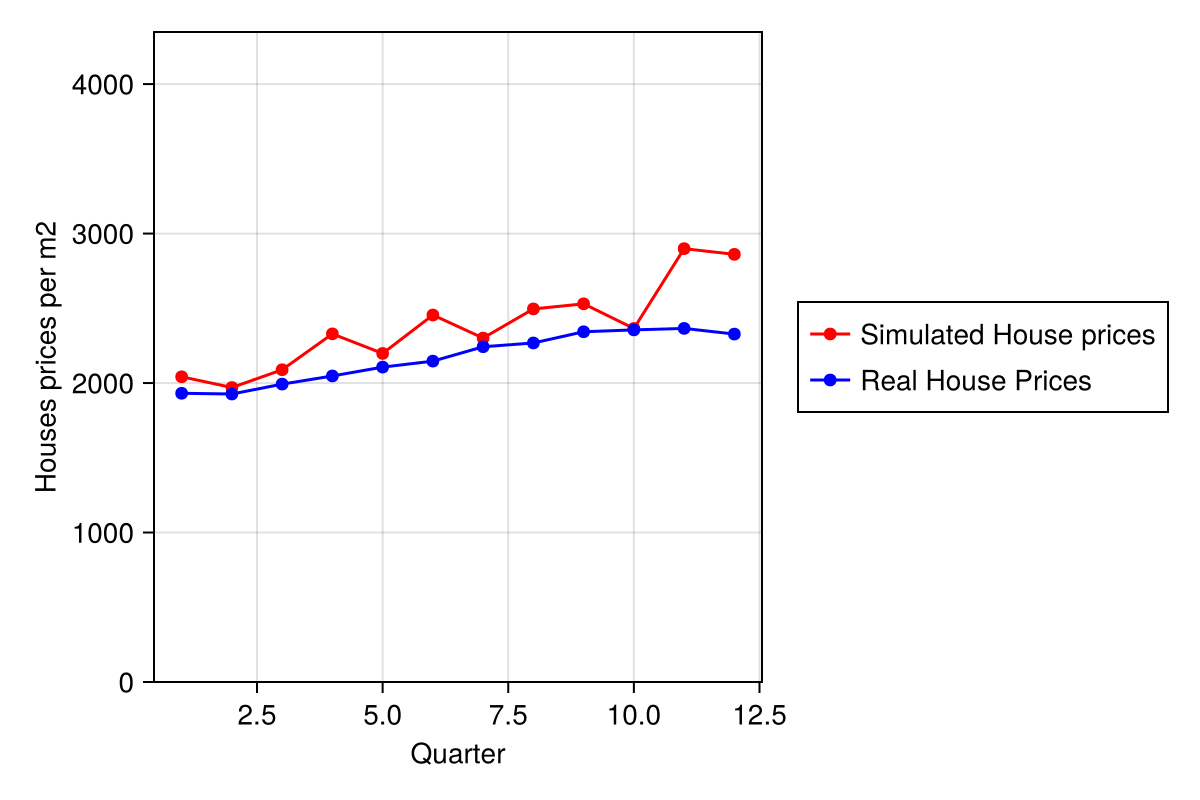 4000
3000
2000
1000
0
Houses prices per m2
2.5 5.0 7.5 10.0 12.5
Quarter
Simulated House prices
Real House Prices